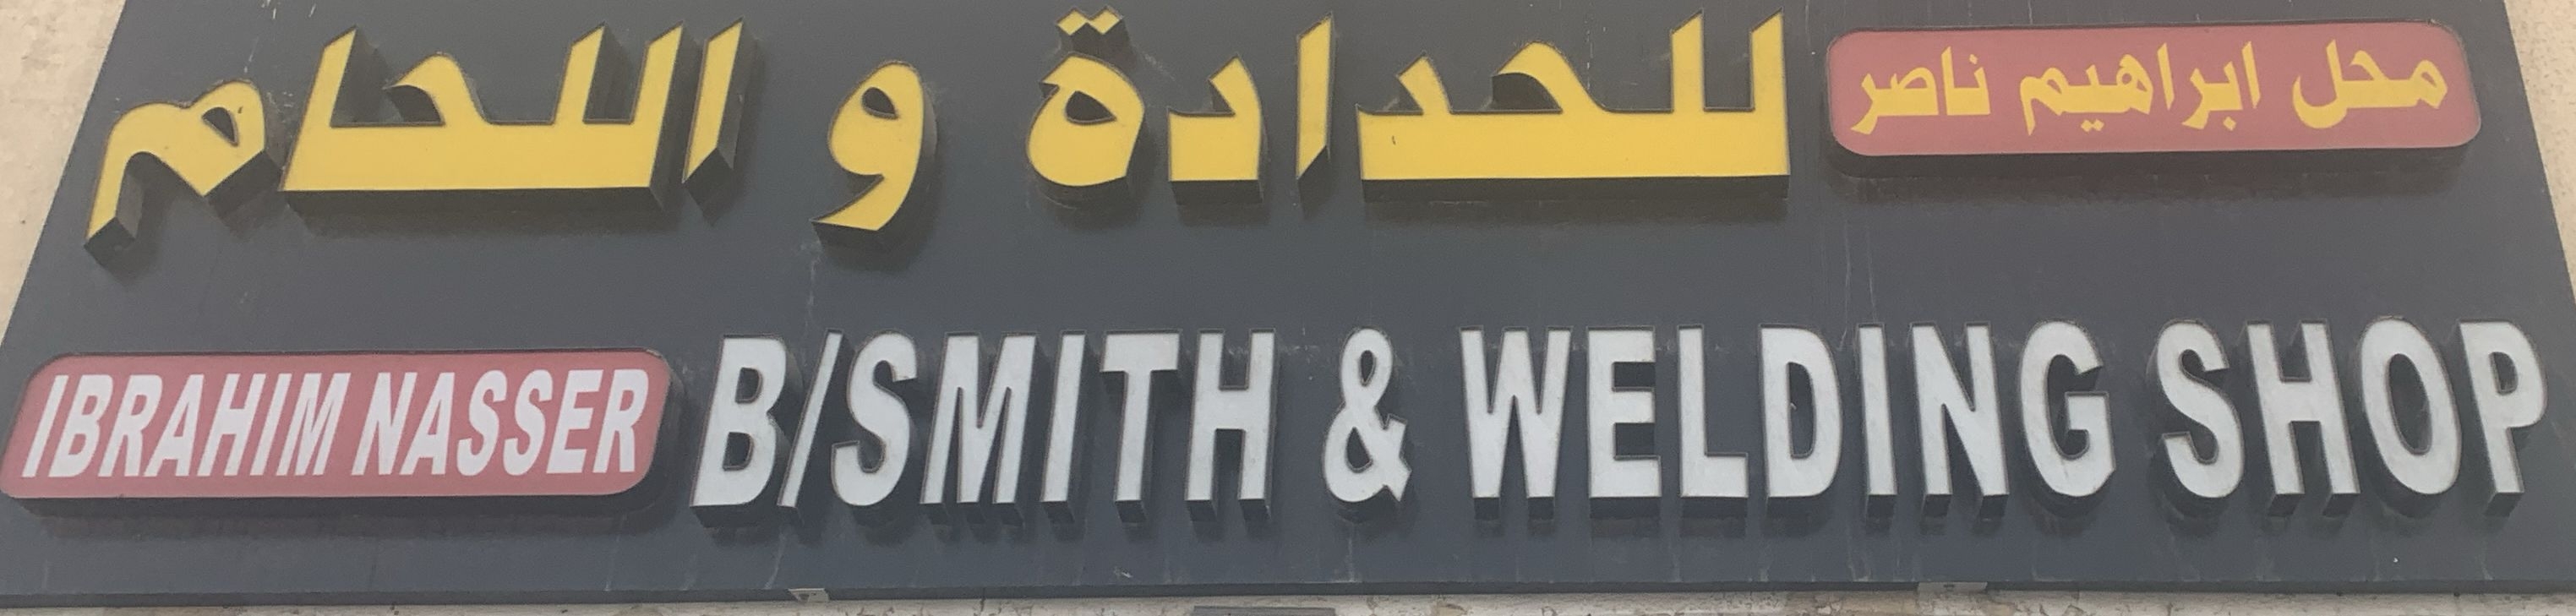 محل ابراهيم ناصر للحدادة و اللحام
IBRAHIM NASSER B/SMITH & WELDING SHOP